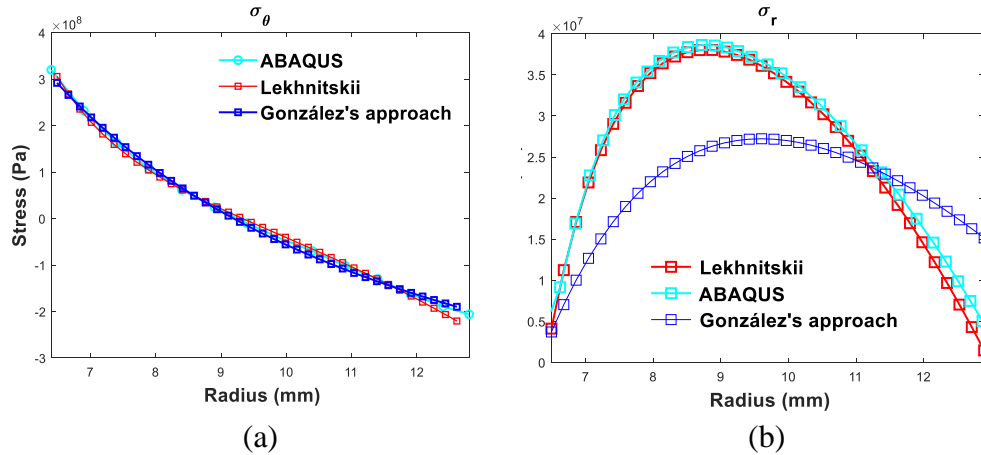 σθ
×10⁸
4
3
2
1
0
-1
-2
-3
Stress (Pa)
ABAQUS
Lekhnitskii
González's approach
7 8 9 10 11 12
Radius (mm)
(a)
σr
×10⁷
4
3.5
3
2.5
2
1.5
1
0.5
0
Lekhnitskii
ABAQUS
González's approach
7 8 9 10 11 12
Radius (mm)
(b)